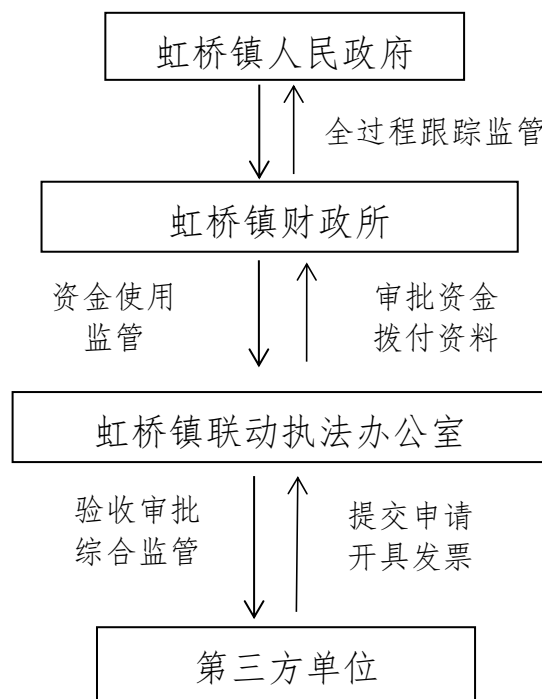 虹桥镇人民政府
全过程跟踪监管
虹桥镇财政所
资金使用
监管
审批资金
拨付资料
虹桥镇联动执法办公室
验收审批
综合监管
提交申请
开具发票
第三方单位